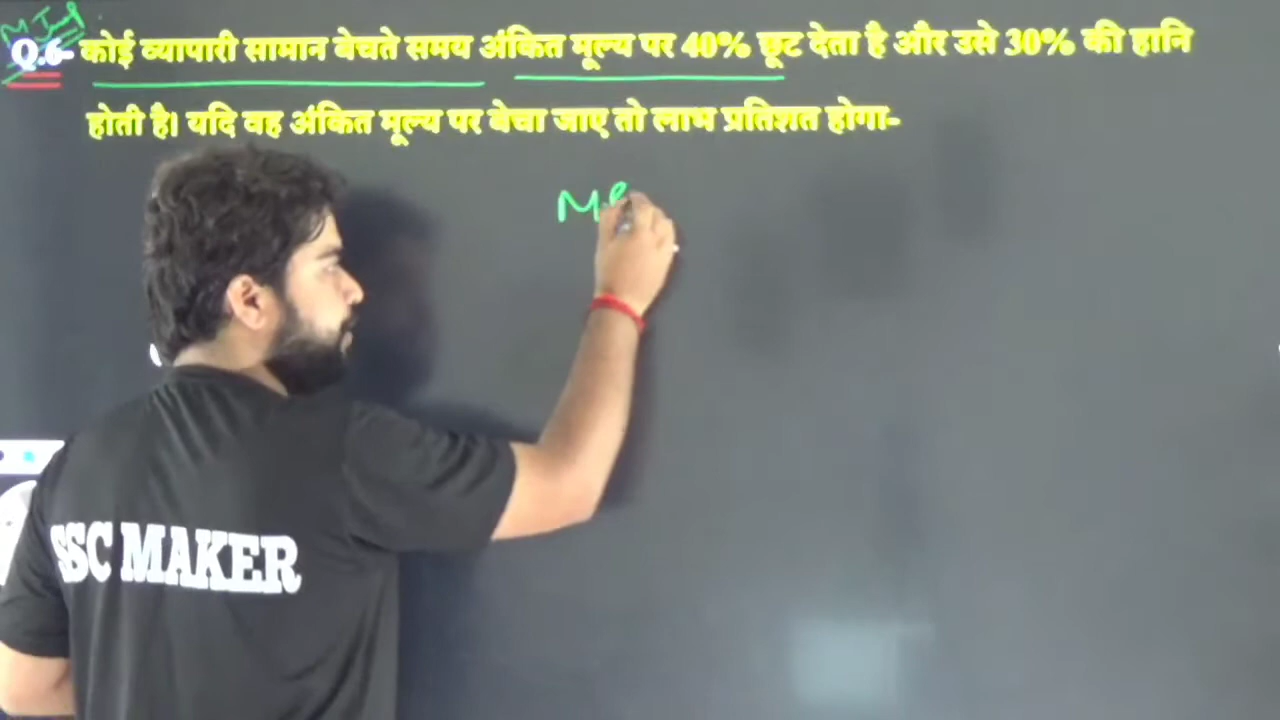 Q.6- कोई व्यापारी सामान बेचते समय अंकित मूल्य पर 40% छूट देता है और उसे 30% की हानि
होती है। यदि वह अंकित मूल्य पर बेचा जाए तो लाभ प्रतिशत होगा-
M.P
SSC MAKER